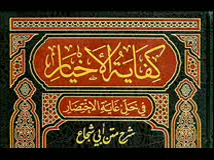 كفاية الأخيار
في حل غاية الاختصار
شرح متن أبي شجاع